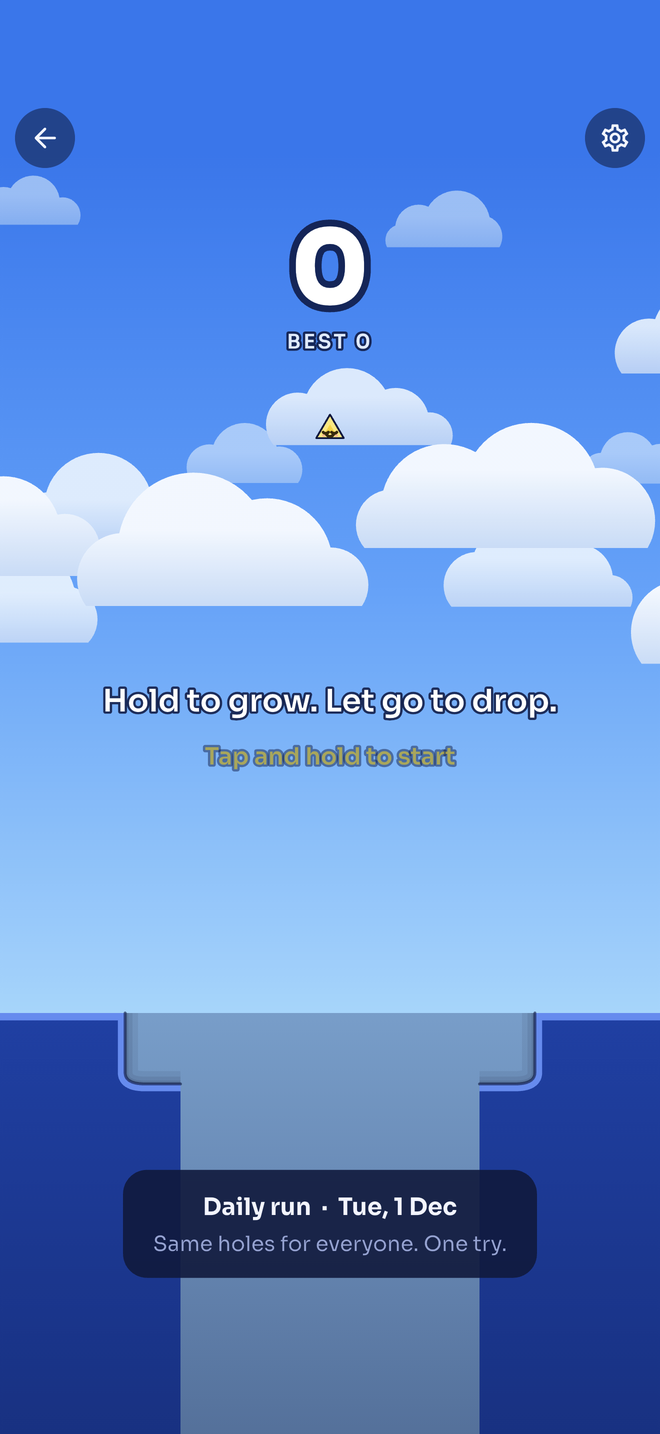 0
BEST 0
Hold to grow. Let go to drop.
Tap and hold to start
Daily run · Tue, 1 Dec
Same holes for everyone. One try.